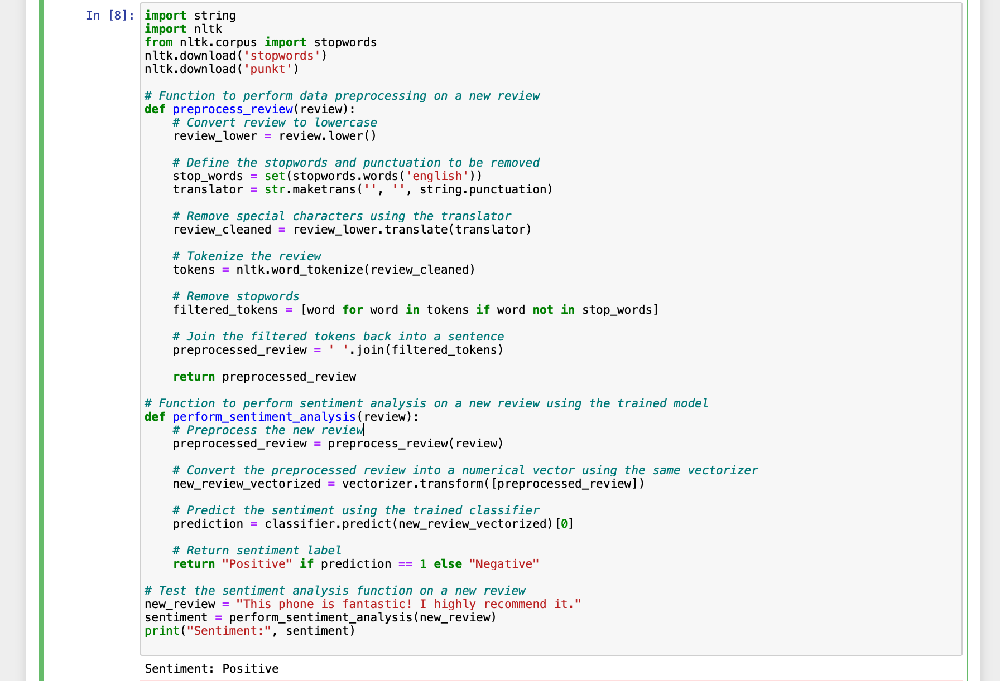 In [8]:
import string
import nltk
from nltk.corpus import stopwords
nltk.download('stopwords')
nltk.download('punkt')

# Function to perform data preprocessing on a new review
def preprocess_review(review):
    # Convert review to lowercase
    review_lower = review.lower()

    # Define the stopwords and punctuation to be removed
    stop_words = set(stopwords.words('english'))
    translator = str.maketrans('', '', string.punctuation)

    # Remove special characters using the translator
    review_cleaned = review_lower.translate(translator)

    # Tokenize the review
    tokens = nltk.word_tokenize(review_cleaned)

    # Remove stopwords
    filtered_tokens = [word for word in tokens if word not in stop_words]

    # Join the filtered tokens back into a sentence
    preprocessed_review = ' '.join(filtered_tokens)

    return preprocessed_review

# Function to perform sentiment analysis on a new review using the trained model
def perform_sentiment_analysis(review):
    # Preprocess the new review
    preprocessed_review = preprocess_review(review)

    # Convert the preprocessed review into a numerical vector using the same vectorizer
    new_review_vectorized = vectorizer.transform([preprocessed_review])

    # Predict the sentiment using the trained classifier
    prediction = classifier.predict(new_review_vectorized)[0]

    # Return sentiment label
    return "Positive" if prediction == 1 else "Negative"

# Test the sentiment analysis function on a new review
new_review = "This phone is fantastic! I highly recommend it."
sentiment = perform_sentiment_analysis(new_review)
print("Sentiment:", sentiment)

Sentiment: Positive